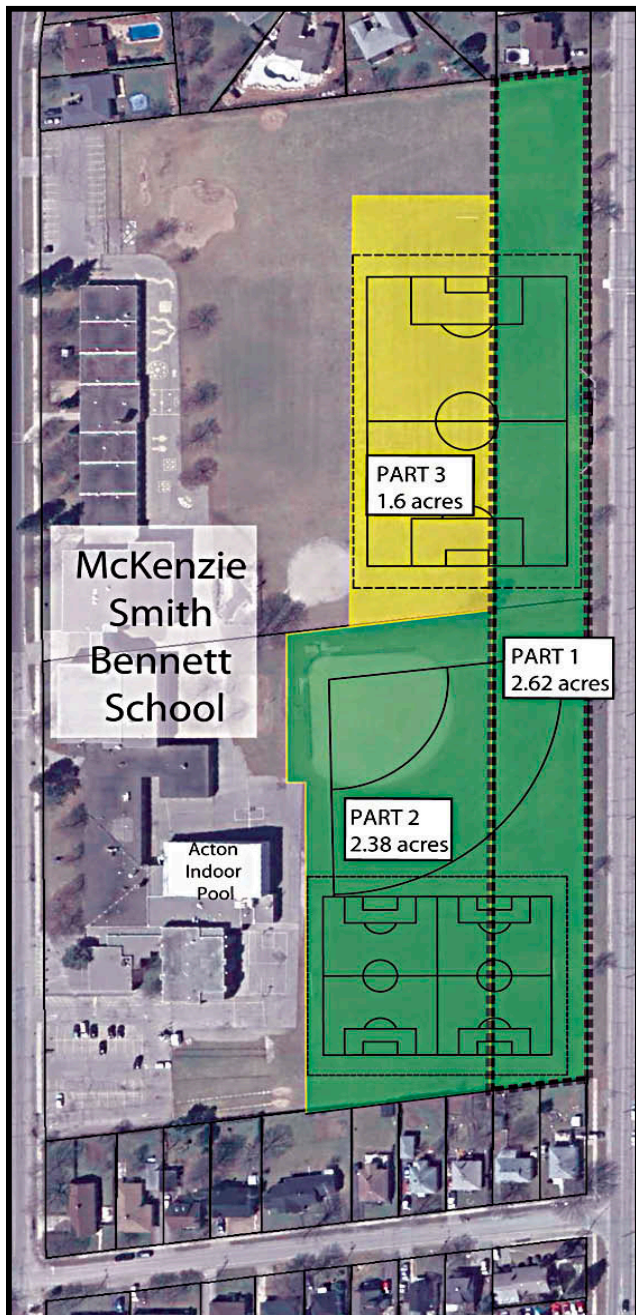 PART 3
1.6 acres
McKenzie
Smith
Bennett
School
PART 1
2.62 acres
PART 2
2.38 acres
Acton
Indoor
Pool